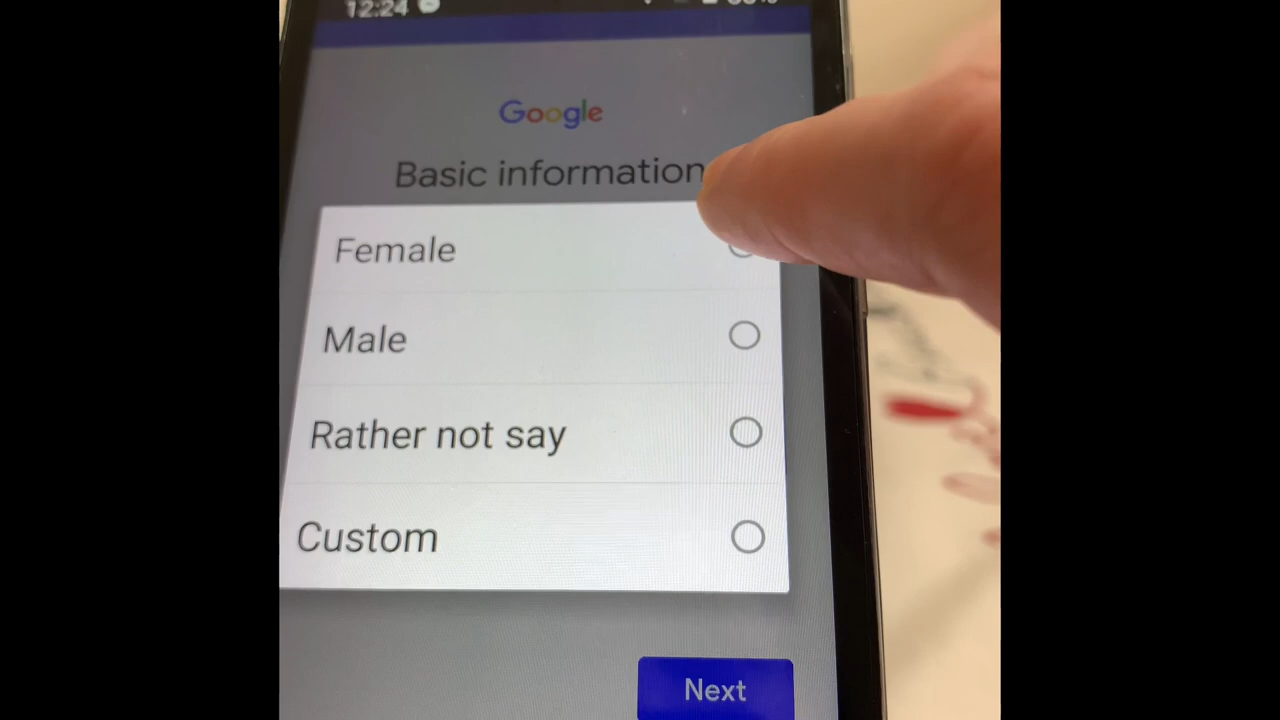 12:24
Google
Basic information
Female
Male
Rather not say
Custom
Next